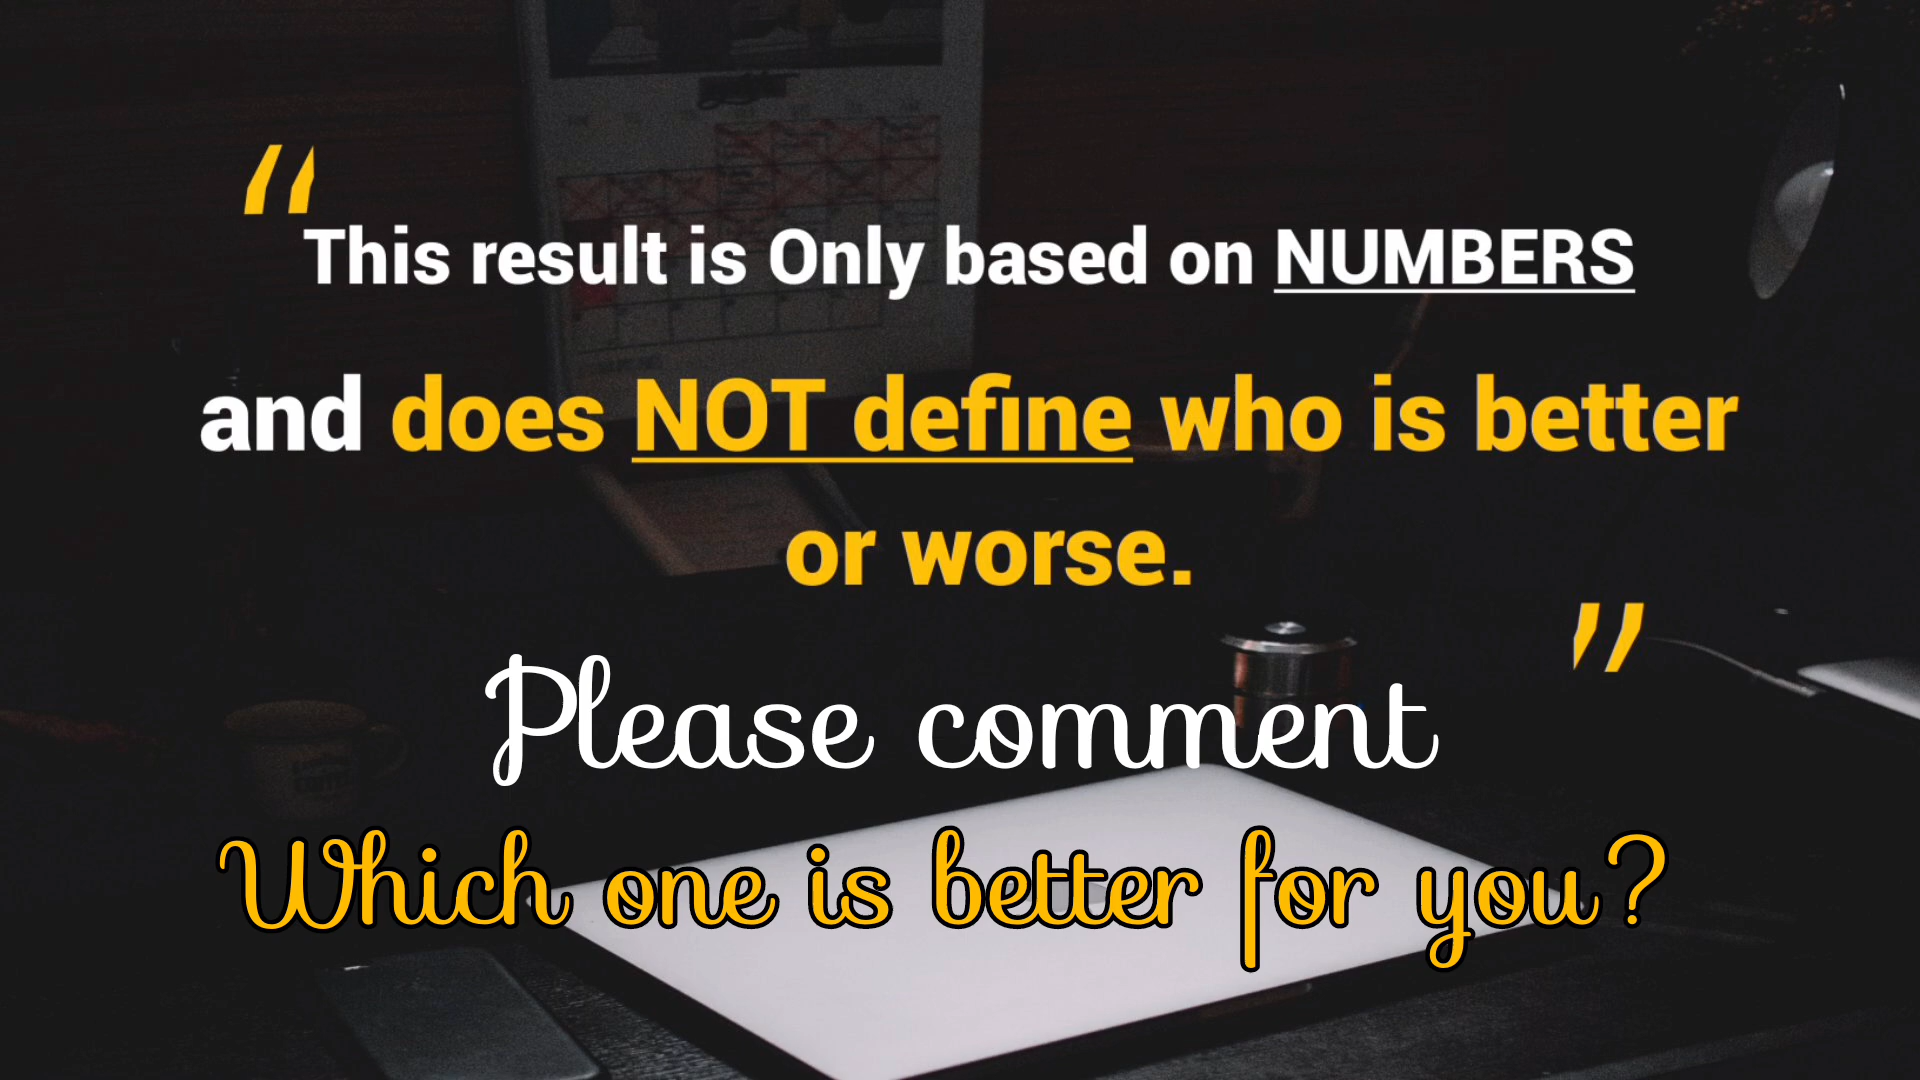 “This result is Only based on NUMBERS
and does NOT define who is better
or worse.”
Please comment
Which one is better for you?